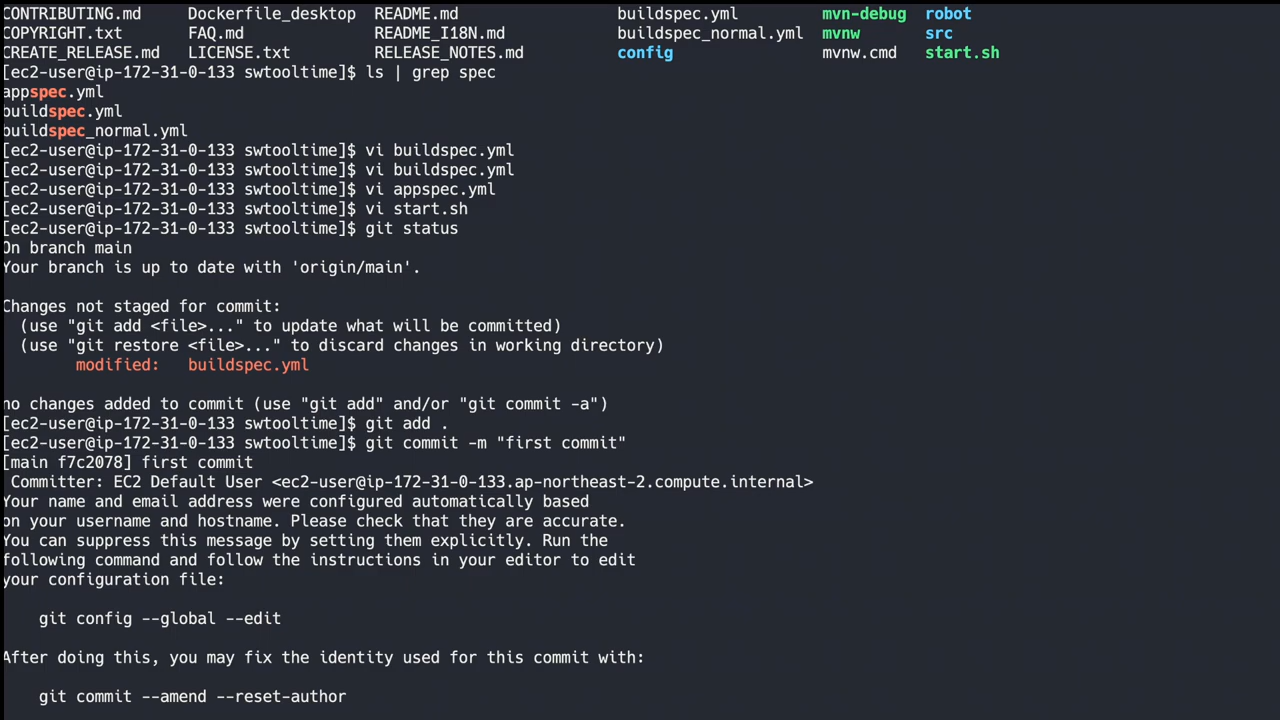 CONTRIBUTING.md Dockerfile_desktop README.md buildspec.yml mvn-debug robot
COPYRIGHT.txt FAQ.md README_I18N.md buildspec_normal.yml mvnw src
CREATE_RELEASE.md LICENSE.txt RELEASE_NOTES.md config mvnw.cmd start.sh
[ec2-user@ip-172-31-0-133 swtooltime]$ ls | grep spec
appspec.yml
buildspec.yml
buildspec_normal.yml
[ec2-user@ip-172-31-0-133 swtooltime]$ vi buildspec.yml
[ec2-user@ip-172-31-0-133 swtooltime]$ vi buildspec.yml
[ec2-user@ip-172-31-0-133 swtooltime]$ vi appspec.yml
[ec2-user@ip-172-31-0-133 swtooltime]$ vi start.sh
[ec2-user@ip-172-31-0-133 swtooltime]$ git status
On branch main
Your branch is up to date with 'origin/main'.
Changes not staged for commit:
(use "git add <file>..." to update what will be committed)
(use "git restore <file>..." to discard changes in working directory)
modified: buildspec.yml
no changes added to commit (use "git add" and/or "git commit -a")
[ec2-user@ip-172-31-0-133 swtooltime]$ git add .
[ec2-user@ip-172-31-0-133 swtooltime]$ git commit -m "first commit"
[main f7c2078] first commit
Committer: EC2 Default User <ec2-user@ip-172-31-0-133.ap-northeast-2.compute.internal>
Your name and email address were configured automatically based
on your username and hostname. Please check that they are accurate.
You can suppress this message by setting them explicitly. Run the
following command and follow the instructions in your editor to edit
your configuration file:
git config --global --edit
After doing this, you may fix the identity used for this commit with:
git commit --amend --reset-author